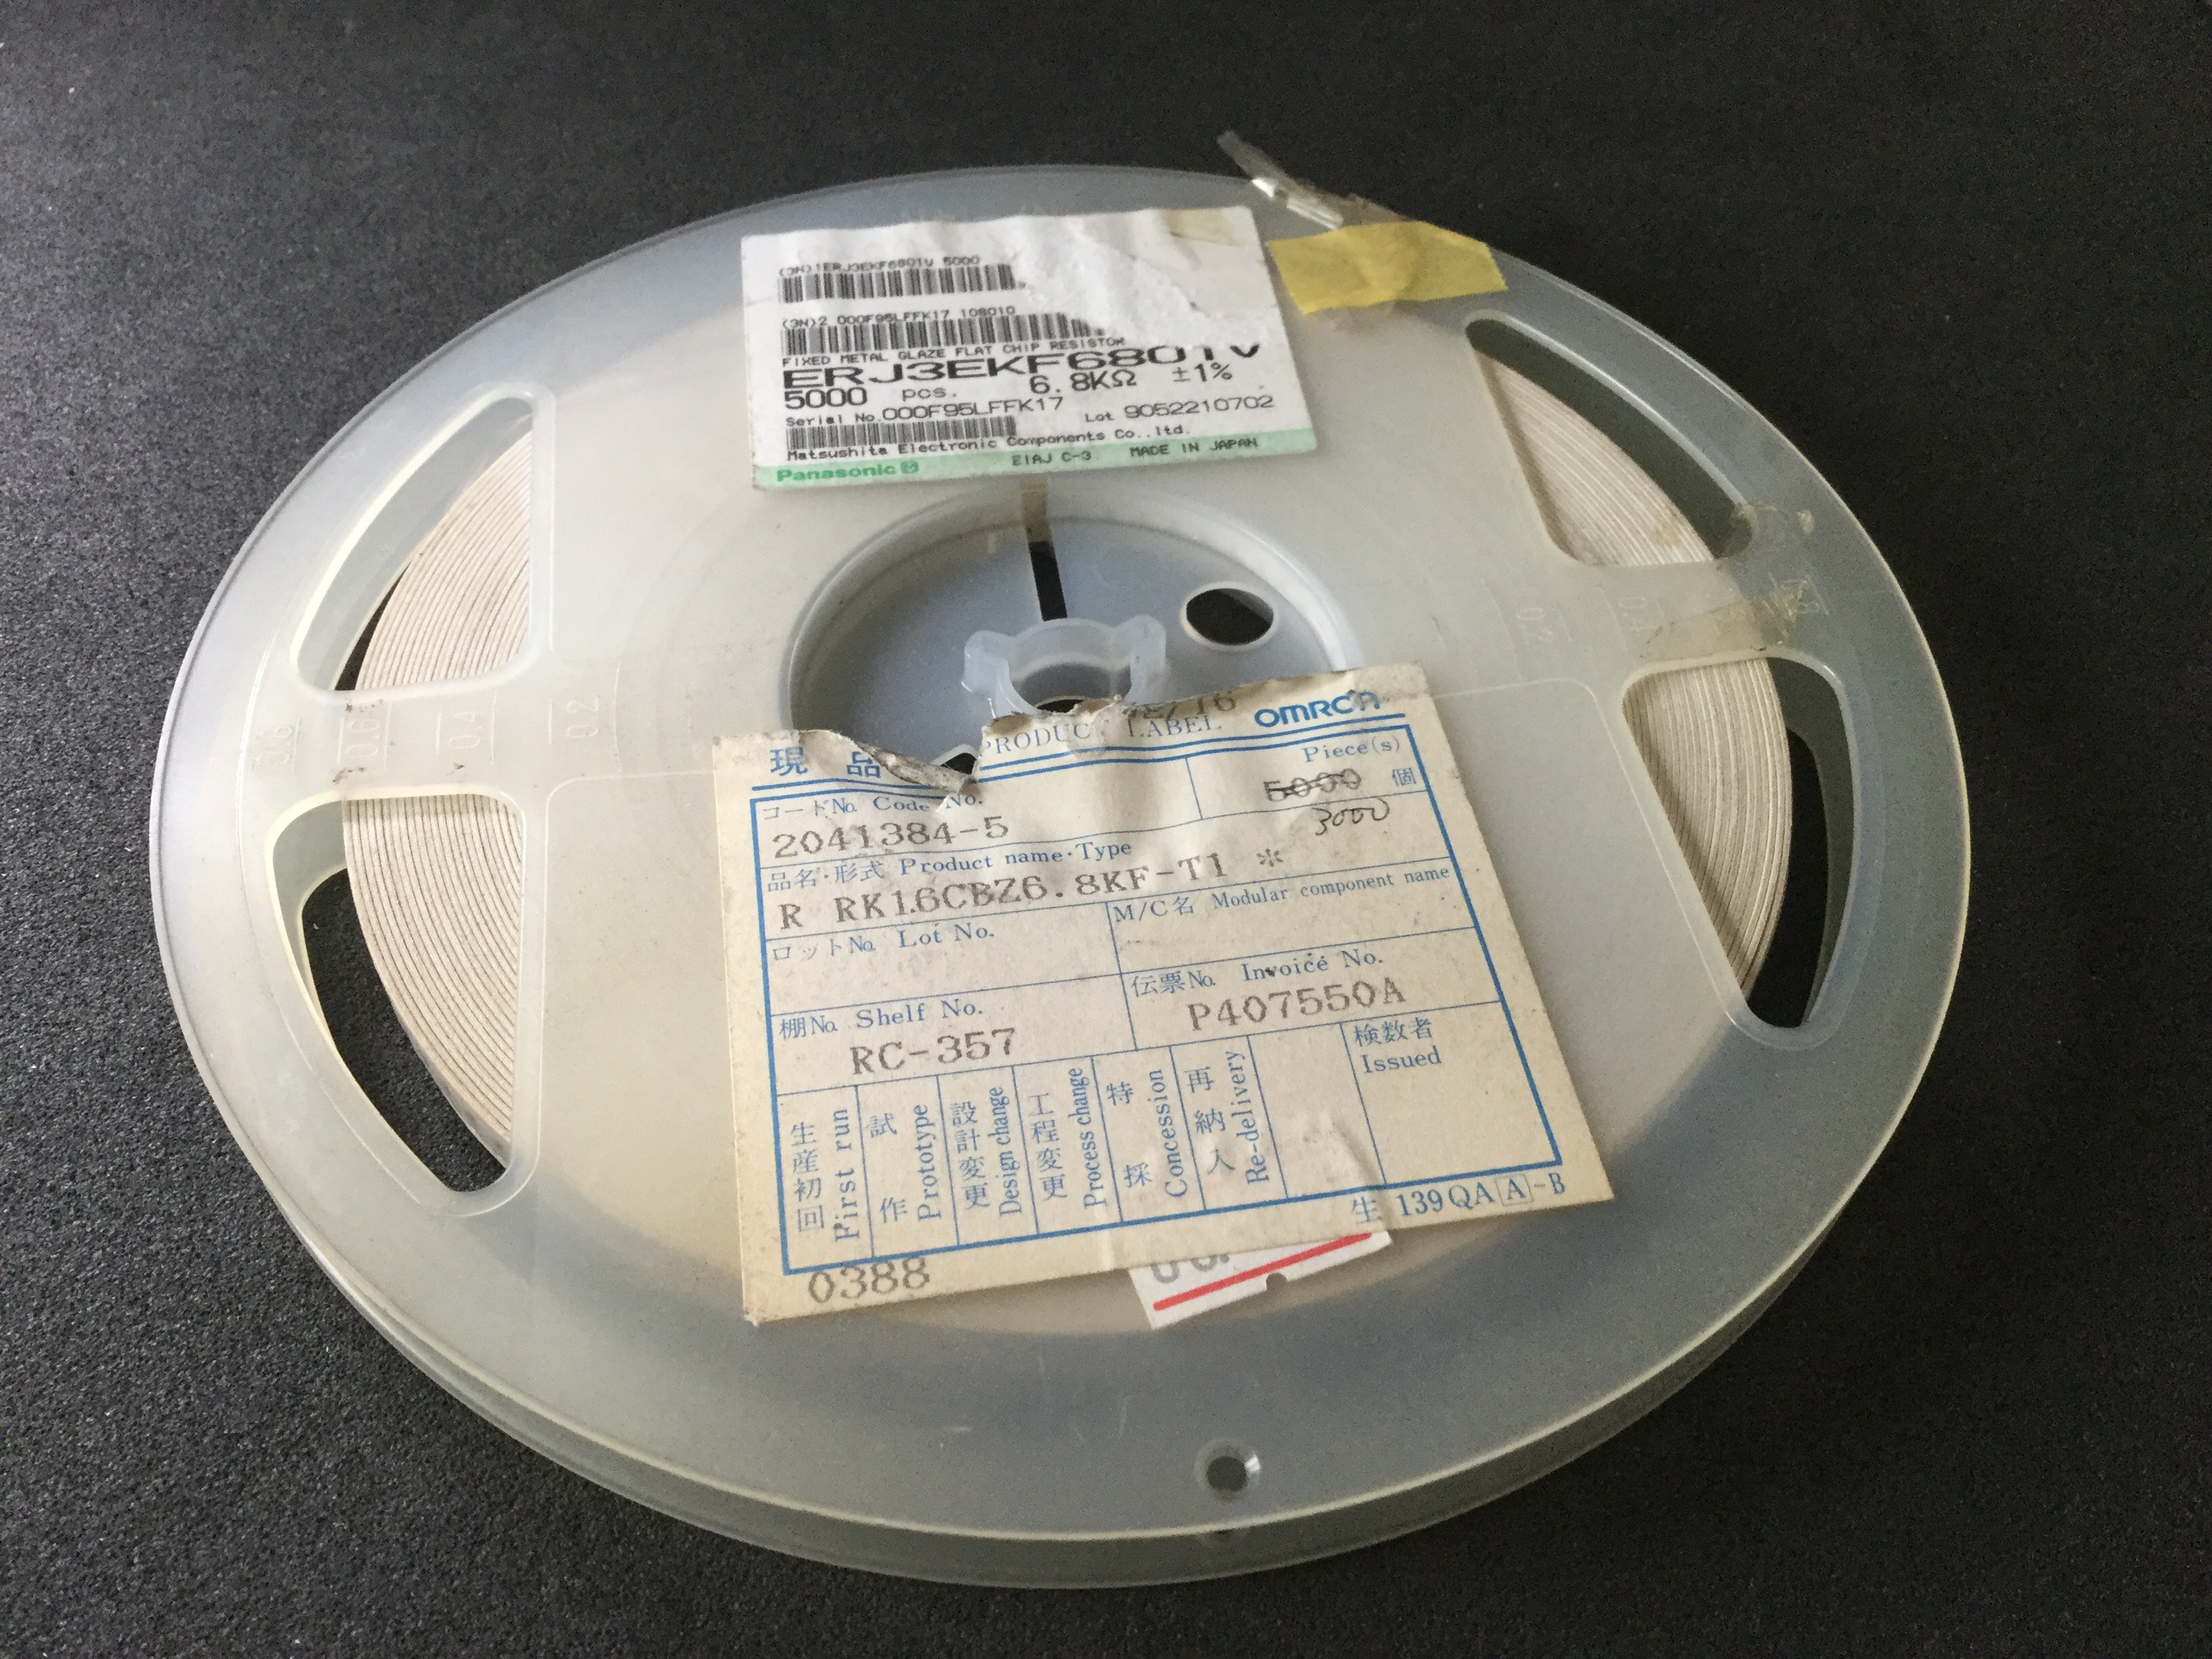 (3N)1ERJ3EKF6801V 5000
(3N)2 000F95LFFK17 108010
FIXED METAL GLAZE FLAT CHIP RESISTOR
ERJ3EKF6801V
5000 pcs. 6.8KΩ ±1%
Serial No.000F95LFFK17 Lot 9052210702
Matsushita Electronic Components Co.,ltd.
Panasonic EIAJ C-3 MADE IN JAPAN
0.6 0.4 0.2 0.2 0.4
現品 PRODUCT LABEL OMRON
コードNo. Code No.
Piece(s)
5000 個
2041384-5
3000
品名・形式 Product name・Type
R RK16CBZ6.8KF-T1 *
ロットNo. Lot No.
M/C名 Modular component name
棚No. Shelf No.
RC-357
伝票No. Invoice No.
P407550A
生産初回 First run
試作 Prototype
設計変更 Design change
工程変更 Process change
特採 Concession
再納入 Re-delivery
検数者
Issued
生 139QA A-B
0388